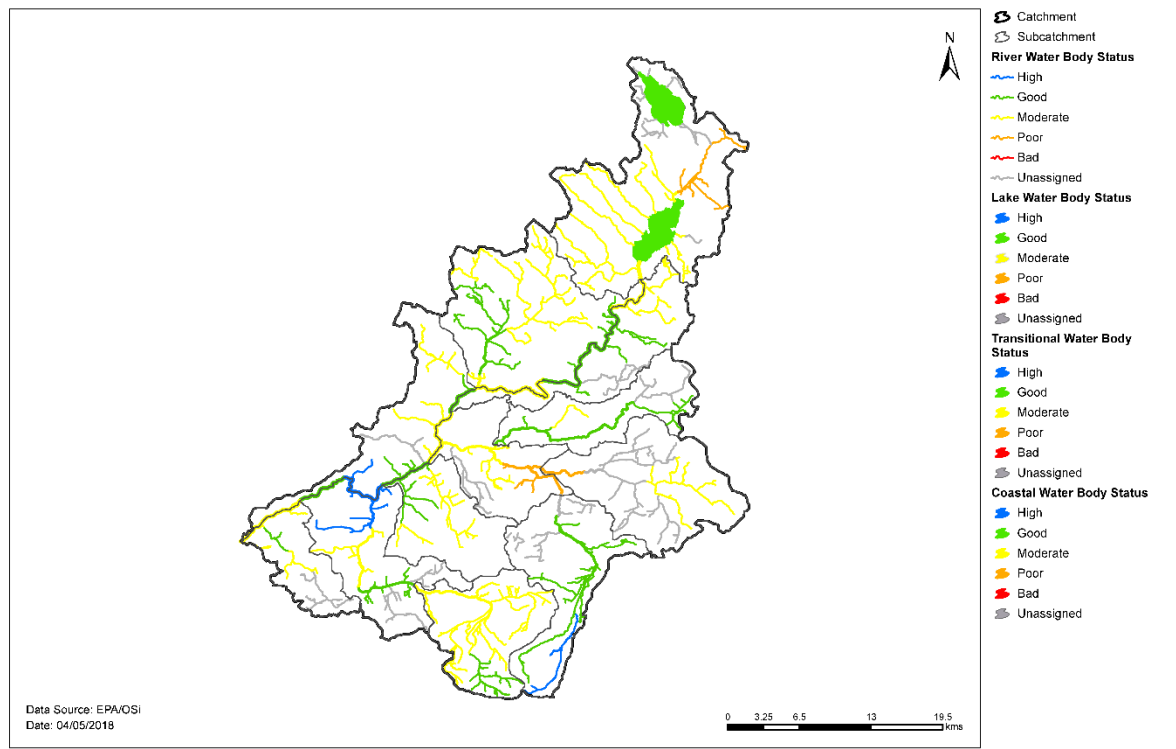 N
Data Source: EPA/OSi
Date: 04/05/2018
0 3.25 6.5 13 19.5
kms
Catchment
Subcatchment
River Water Body Status
High
Good
Moderate
Poor
Bad
Unassigned
Lake Water Body Status
High
Good
Moderate
Poor
Bad
Unassigned
Transitional Water Body
Status
High
Good
Moderate
Poor
Bad
Unassigned
Coastal Water Body Status
High
Good
Moderate
Poor
Bad
Unassigned